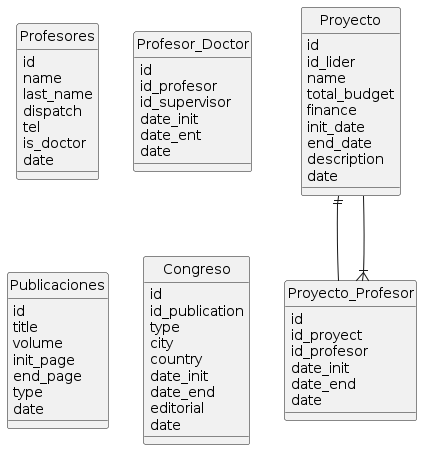 Profesores
id
name
last_name
dispatch
tel
is_doctor
date
Profesor_Doctor
id
id_profesor
id_supervisor
date_init
date_ent
date
Proyecto
id
id_lider
name
total_budget
finance
init_date
end_date
description
date
Publicaciones
id
title
volume
init_page
end_page
type
date
Congreso
id
id_publication
type
city
country
date_init
date_end
editorial
date
Proyecto_Profesor
id
id_proyect
id_profesor
date_init
date_end
date